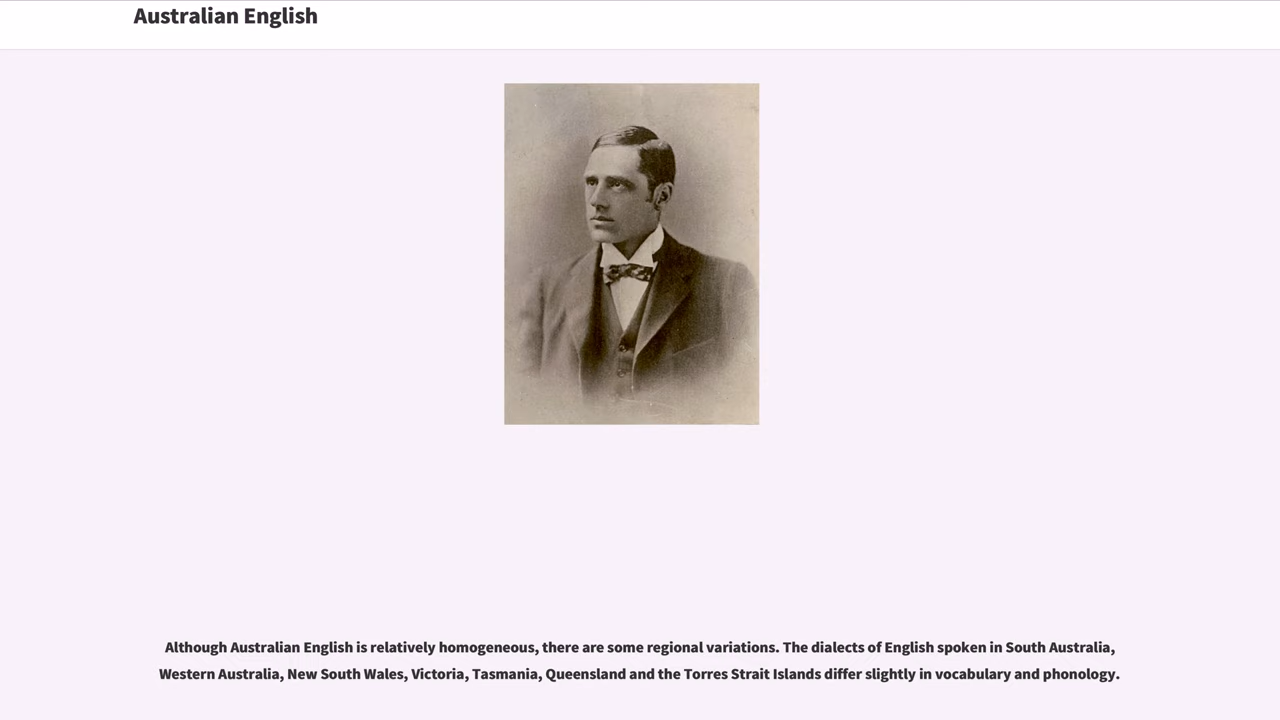 Australian English
Although Australian English is relatively homogeneous, there are some regional variations. The dialects of English spoken in South Australia,
Western Australia, New South Wales, Victoria, Tasmania, Queensland and the Torres Strait Islands differ slightly in vocabulary and phonology.